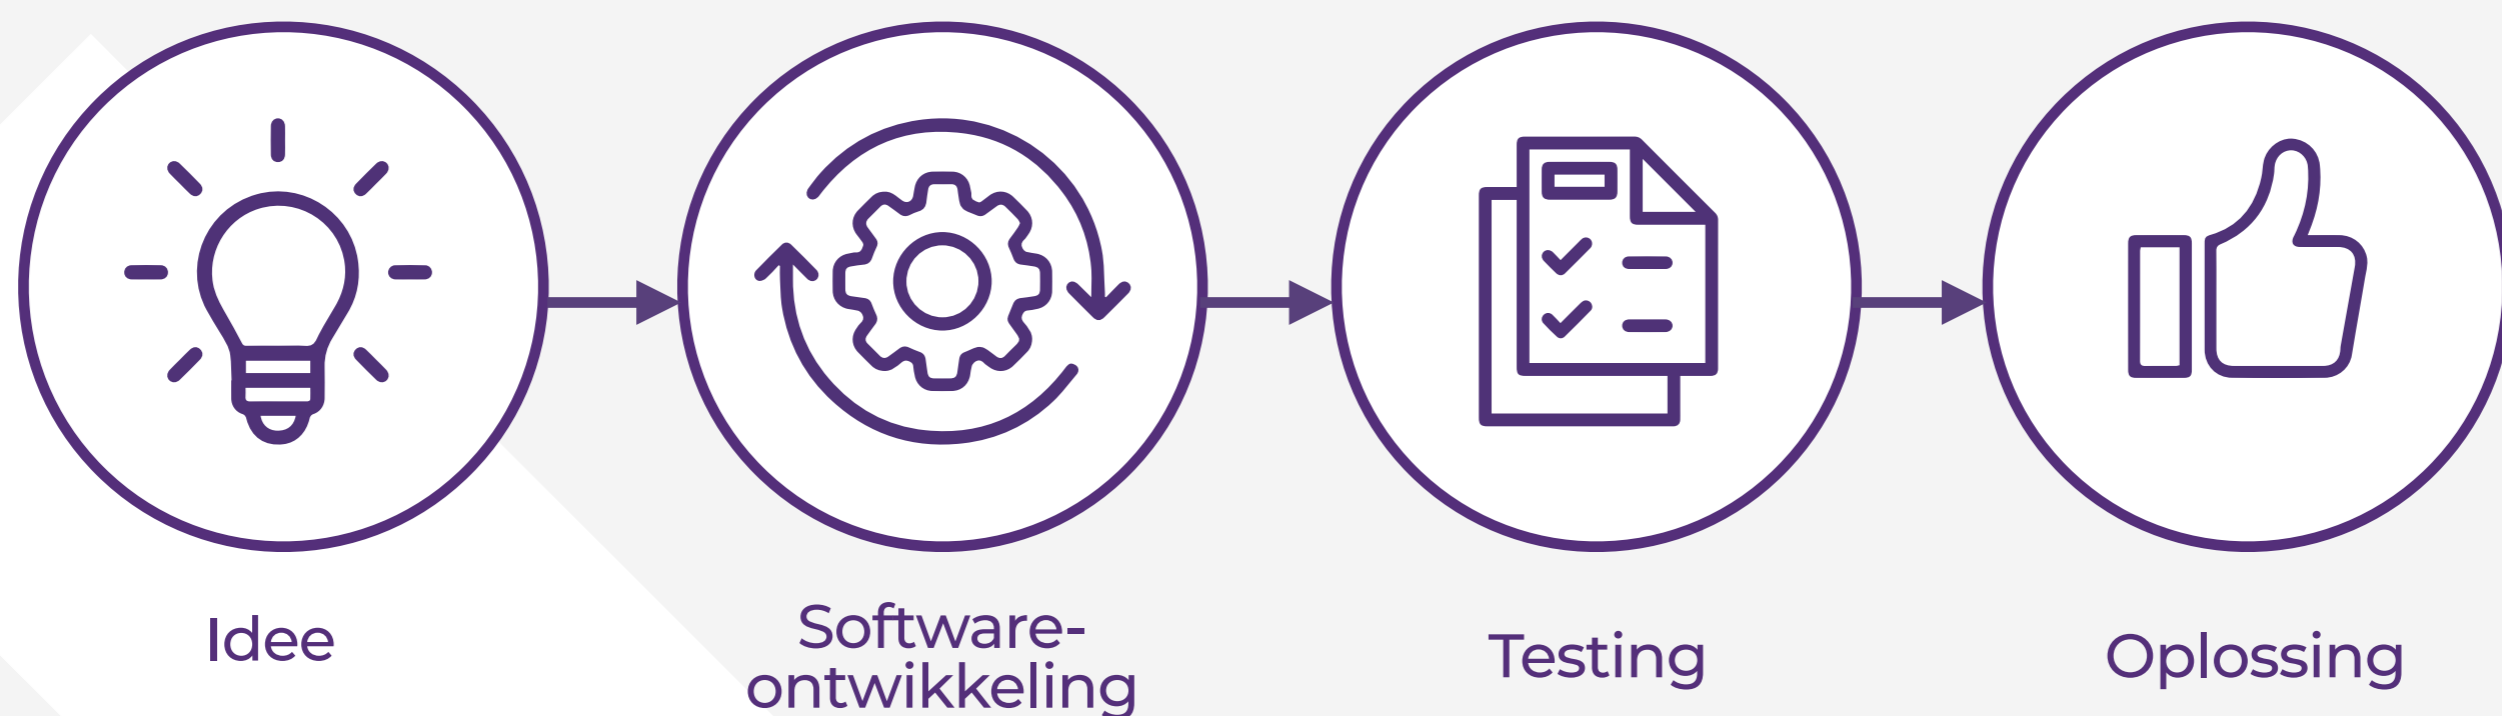 Idee
Software-
ontwikkeling
Testing
Oplossing